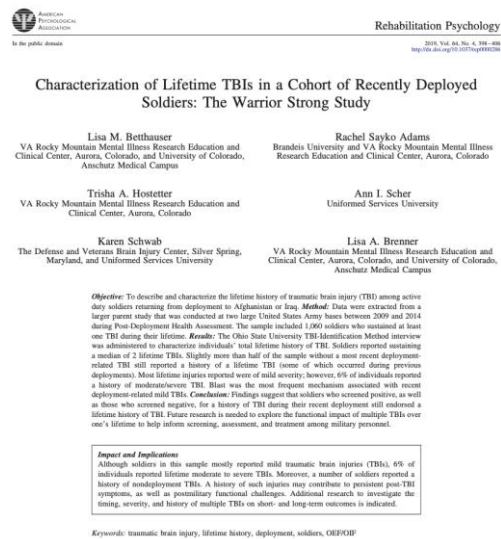 AMERICAN
PSYCHOLOGICAL
ASSOCIATION
Rehabilitation Psychology
In the public domain
2019, Vol. 64, No. 4, 398–406
Characterization of Lifetime TBIs in a Cohort of Recently Deployed
Soldiers: The Warrior Strong Study
Lisa M. Betthauser
VA Rocky Mountain Mental Illness Research Education and
Clinical Center, Aurora, Colorado, and University of Colorado,
Anschutz Medical Campus
Rachel Sayko Adams
Brandeis University and VA Rocky Mountain Mental Illness
Research Education and Clinical Center, Aurora, Colorado
Trisha A. Hostetter
VA Rocky Mountain Mental Illness Research Education and
Clinical Center, Aurora, Colorado
Ann I. Scher
Uniformed Services University
Karen Schwab
The Defense and Veterans Brain Injury Center, Silver Spring,
Maryland, and Uniformed Services University
Lisa A. Brenner
VA Rocky Mountain Mental Illness Research Education and
Clinical Center, Aurora, Colorado, and University of Colorado,
Anschutz Medical Campus
Objective: To describe and characterize the lifetime history of traumatic brain injury (TBI) among active
duty soldiers returning from deployment to Afghanistan or Iraq. Method: Data were extracted from a
larger parent study that was conducted at two large United States Army bases between 2009 and 2014
during Post-Deployment Health Assessment. The sample included 1,060 soldiers who sustained at least
one TBI during their lifetime. Results: The Ohio State University TBI-Identification Method interview
was administered to characterize individuals' total lifetime history of TBI. Soldiers reported sustaining
a median of 2 lifetime TBIs. Slightly more than half of the sample without a most recent deployment-
related TBI still reported a history of a lifetime TBI (some of which occurred during previous
deployments). Most lifetime injuries reported were of mild severity; however, 6% of individuals reported
a history of moderate/severe TBI. Blast was the most frequent mechanism associated with recent
deployment-related mild TBIs. Conclusion: Findings suggest that soldiers who screened positive, as well
as those who screened negative, for a history of TBI during their recent deployment still endorsed a
lifetime history of TBI. Future research is needed to explore the functional impact of multiple TBIs over
one's lifetime to help inform screening, assessment, and treatment among military personnel.
Impact and Implications
Although soldiers in this sample mostly reported mild traumatic brain injuries (TBIs), 6% of
individuals reported lifetime moderate to severe TBIs. Moreover, a number of soldiers reported a
history of nondeployment TBIs. A history of such injuries may contribute to persistent post-TBI
symptoms, as well as postmilitary functional challenges. Additional research to investigate the
timing, severity, and history of multiple TBIs on short- and long-term outcomes is indicated.
Keywords: traumatic brain injury, lifetime history, deployment, soldiers, OEF/OIF